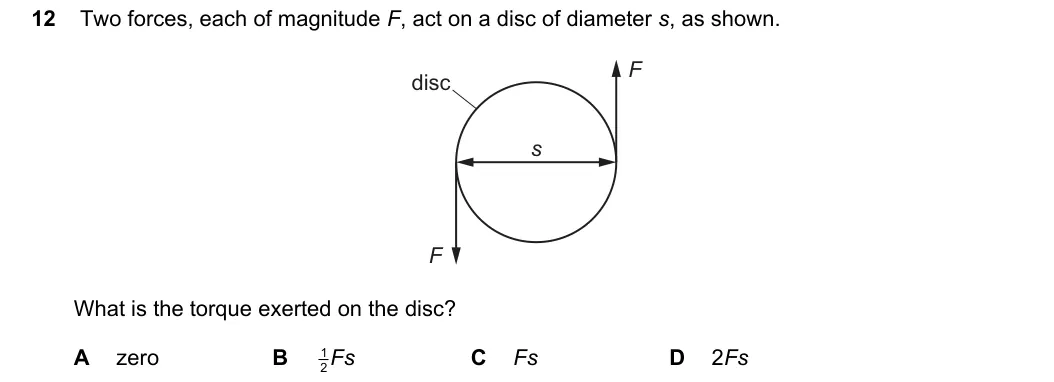 12 Two forces, each of magnitude F, act on a disc of diameter s, as shown.
F
disc
s
F
What is the torque exerted on the disc?
A zero B ½Fs C Fs D 2Fs